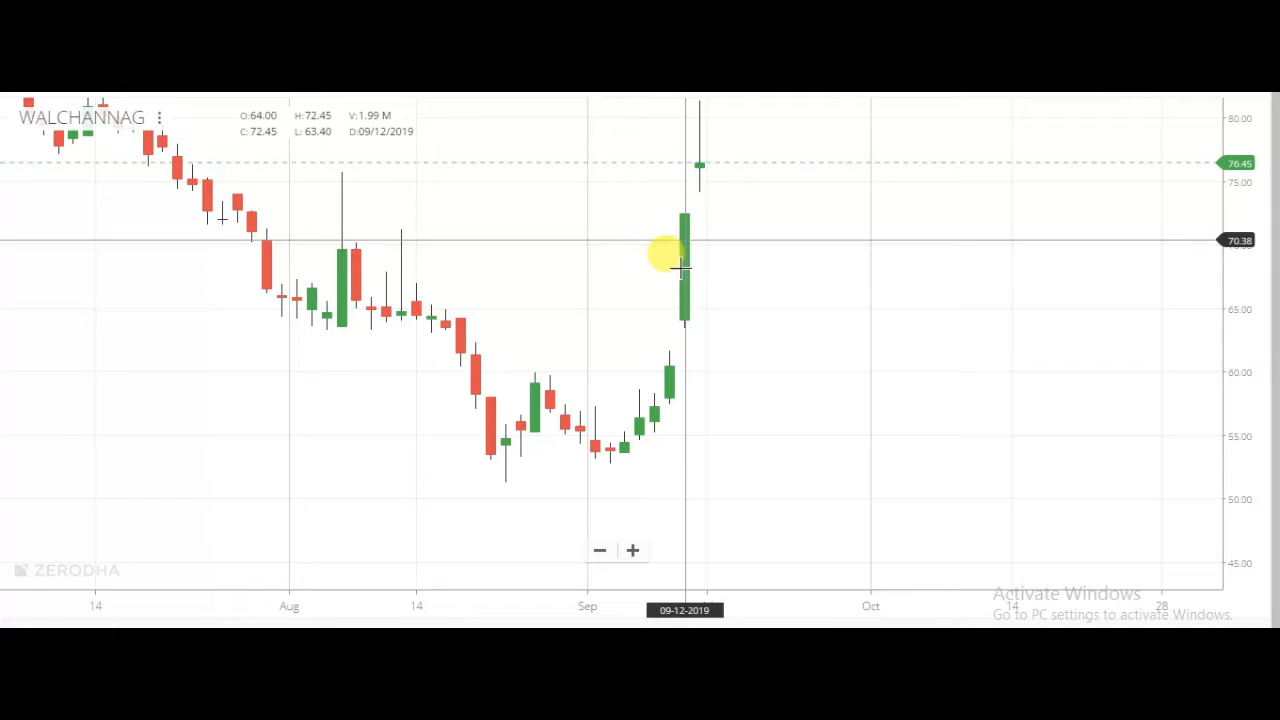 WALCHANNAG
O:64.00 H:72.45 V:1.99 M
C:72.45 L: 63.40 D:09/12/2019
80.00
76.45
75.00
70.38
65.00
60.00
55.00
50.00
45.00
ZERODHA
14 Aug 14 Sep 09-12-2019 Oct 14 28
Activate Windows
Go to PC settings to activate Windows.